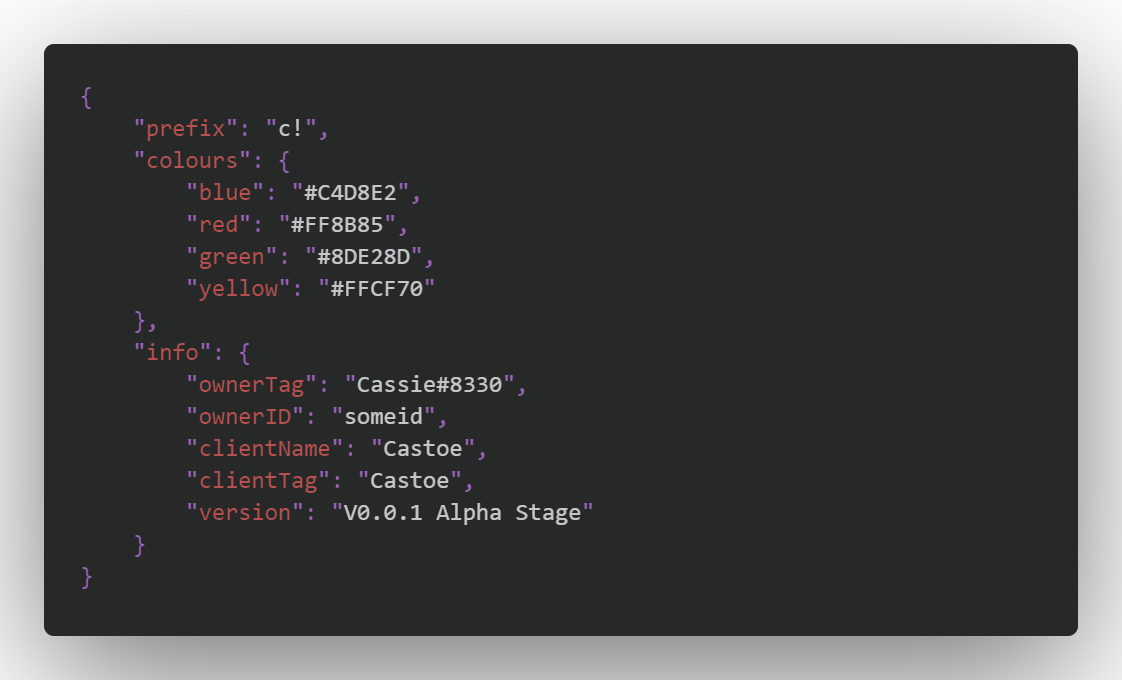 {
    "prefix": "c!",
    "colours": {
        "blue": "#C4D8E2",
        "red": "#FF8B85",
        "green": "#8DE28D",
        "yellow": "#FFCF70"
    },
    "info": {
        "ownerTag": "Cassie#8330",
        "ownerID": "someid",
        "clientName": "Castoe",
        "clientTag": "Castoe",
        "version": "V0.0.1 Alpha Stage"
    }
}